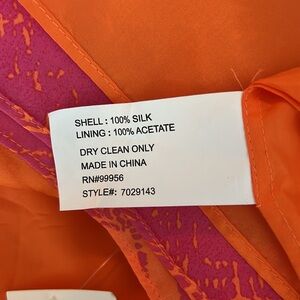 SHELL : 100% SILK
LINING : 100% ACETATE
DRY CLEAN ONLY
MADE IN CHINA
RN#99956
STYLE#: 7029143